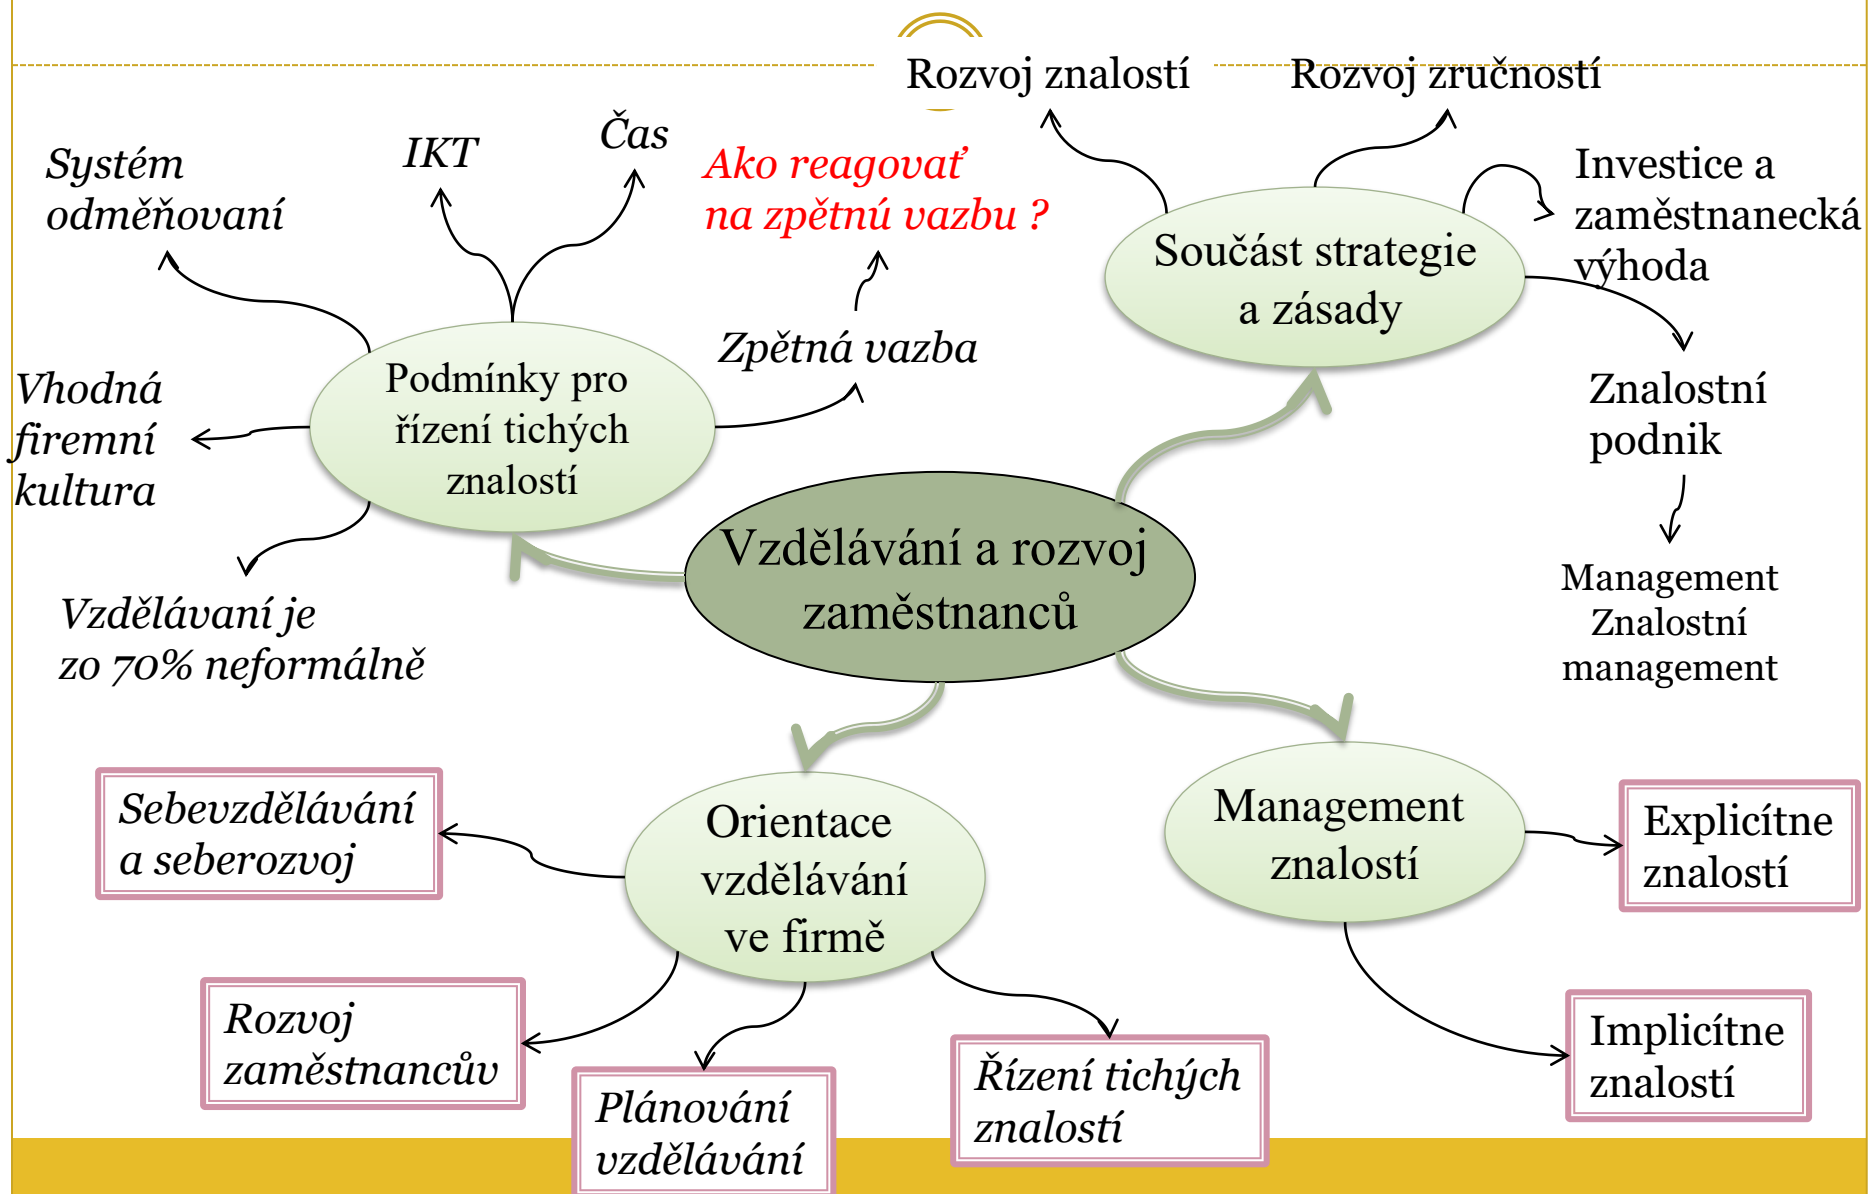 Rozvoj znalostí
Rozvoj zručností
Systém
odměňovaní
IKT
Čas
Ako reagovať
na zpětnú vazbu ?
Investice a
zaměstnanecká
výhoda
Součást strategie
a zásady
Zpětná vazba
Podmínky pro
řízení tichých
znalostí
Vhodná
firemní
kultura
Znalostní
podnik
Vzdělávání a rozvoj
zaměstnanců
Management
Znalostní
management
Vzdělávaní je
zo 70% neformálně
Sebevzdělávání
a seberozvoj
Orientace
vzdělávání
ve firmě
Management
znalostí
Explicítne
znalostí
Rozvoj
zaměstnancův
Plánování
vzdělávání
Řízení tichých
znalostí
Implicítne
znalostí